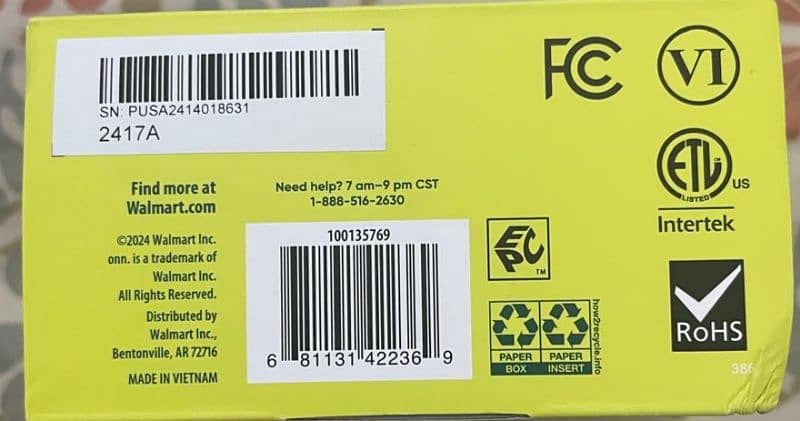 SN: PUSA2414018631
2417A
FC
VI
ETL
CM
LISTED
US
Intertek
Find more at
Walmart.com
Need help? 7 am–9 pm CST
1-888-516-2630
©2024 Walmart Inc.
onn. is a trademark of
Walmart Inc.
All Rights Reserved.
Distributed by
Walmart Inc.,
Bentonville, AR 72716
MADE IN VIETNAM
100135769
6 81131 42236 9
EPC
TM
PAPER
BOX
PAPER
INSERT
how2recycle.info
RoHS